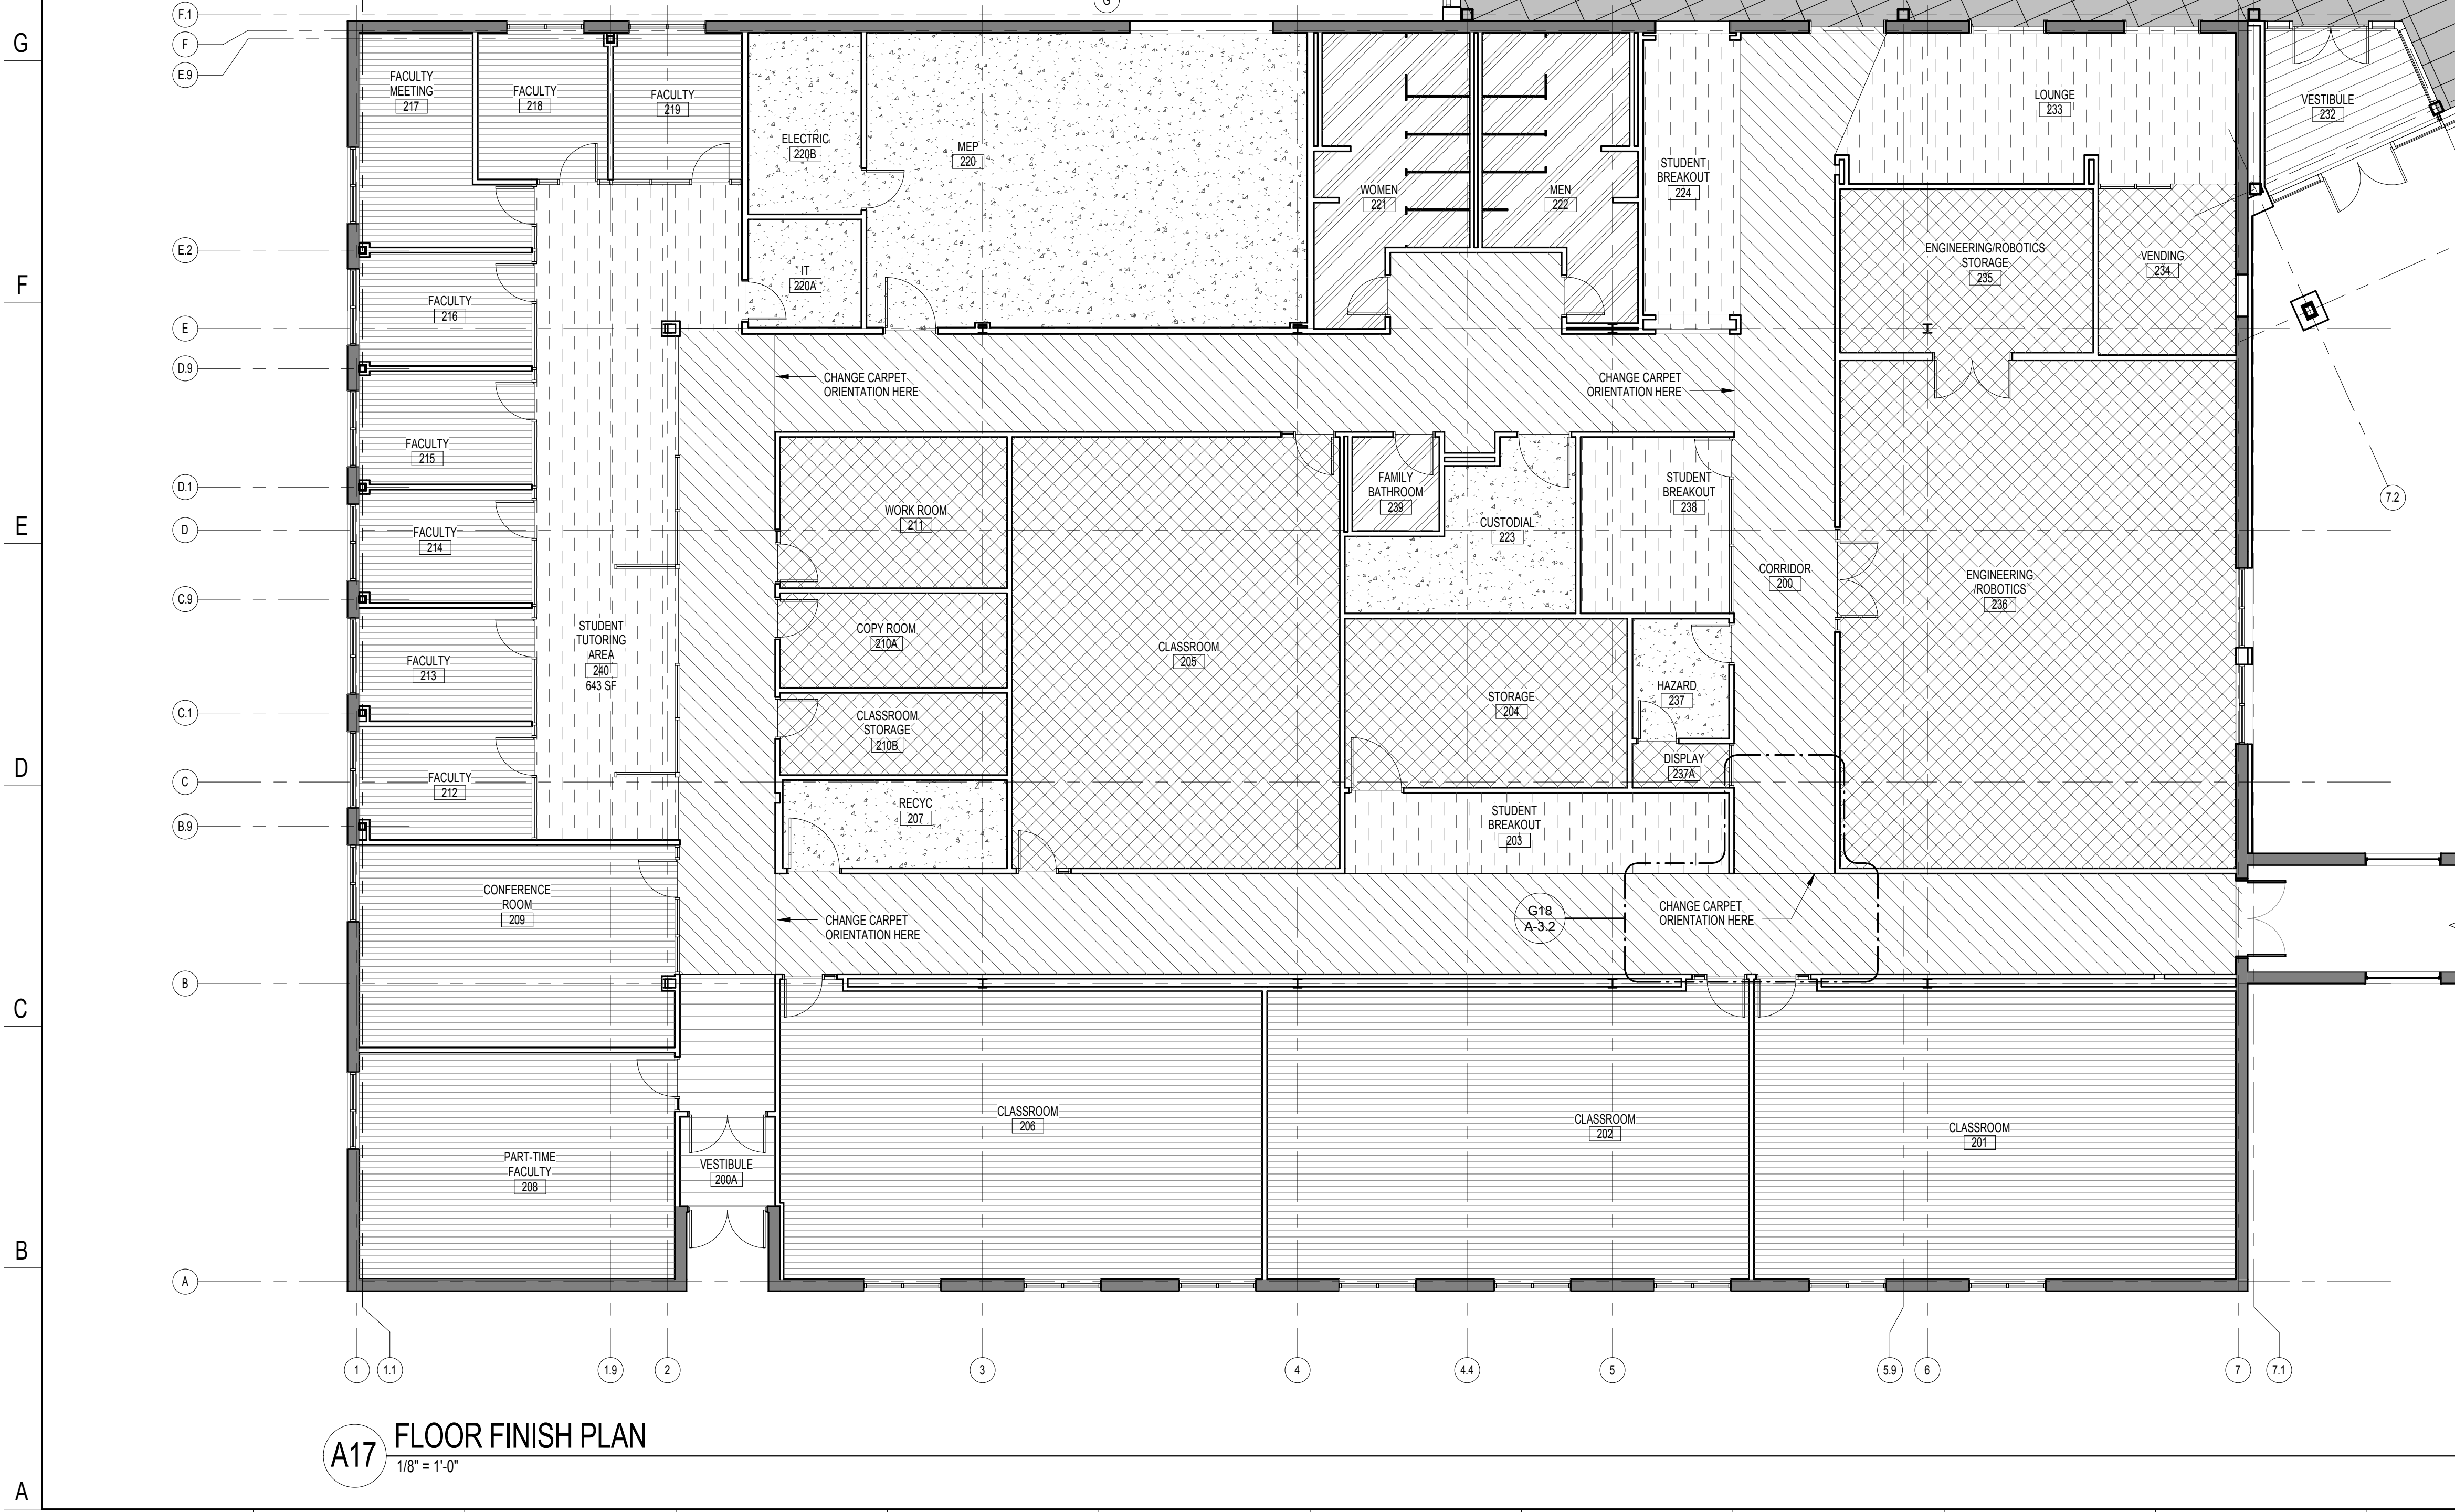 G
F.1
G
F
E.9
FACULTY
MEETING
217
FACULTY
218
FACULTY
219
ELECTRIC
220B
MEP
220
LOUNGE
233
VESTIBULE
232
STUDENT
BREAKOUT
224
WOMEN
221
MEN
222
E.2
F
IT
220A
ENGINEERING/ROBOTICS
STORAGE
235
VENDING
234
FACULTY
216
E
D.9
CHANGE CARPET
ORIENTATION HERE
CHANGE CARPET
ORIENTATION HERE
FACULTY
215
D.1
E
D
WORK ROOM
211
FAMILY
BATHROOM
239
CUSTODIAL
223
STUDENT
BREAKOUT
238
7.2
FACULTY
214
C.9
CORRIDOR
200
ENGINEERING
/ROBOTICS
236
STUDENT
TUTORING
AREA
240
643 SF
COPY ROOM
210A
CLASSROOM
205
FACULTY
213
C.1
CLASSROOM
STORAGE
210B
STORAGE
204
HAZARD
237
D
C
FACULTY
212
DISPLAY
237A
B.9
RECYC
207
STUDENT
BREAKOUT
203
CONFERENCE
ROOM
209
CHANGE CARPET
ORIENTATION HERE
G18
A-3.2
CHANGE CARPET
ORIENTATION HERE
B
C
CLASSROOM
206
CLASSROOM
202
CLASSROOM
201
PART-TIME
FACULTY
208
VESTIBULE
200A
B
A
1
1.1
1.9
2
3
4
4.4
5
5.9
6
7
7.1
A17
FLOOR FINISH PLAN
1/8" = 1'-0"
A